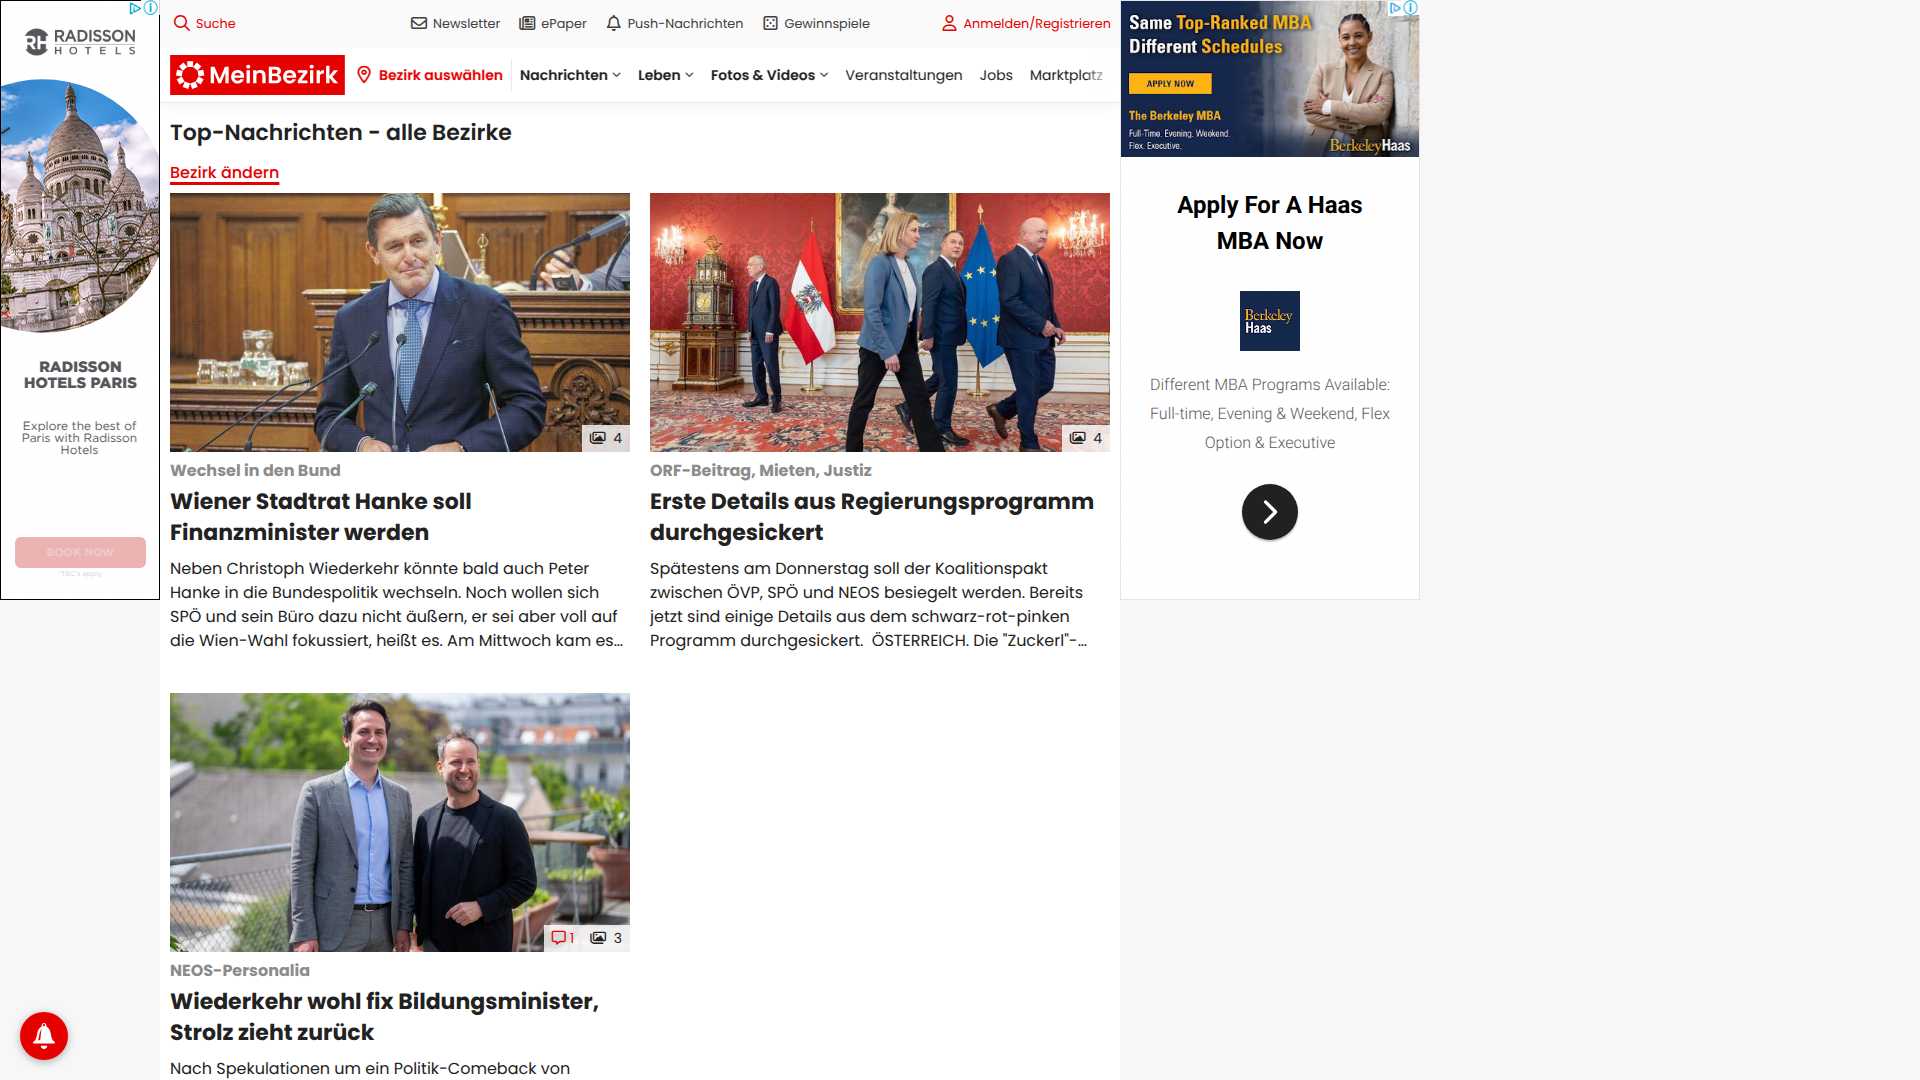 RADISSON
HOTELS
RADISSON
HOTELS PARIS
Explore the best of
Paris with Radisson
Hotels
BOOK NOW
*T&C's apply
Suche
Newsletter
ePaper
Push-Nachrichten
Gewinnspiele
Anmelden/Registrieren
MeinBezirk
Bezirk auswählen
Nachrichten
Leben
Fotos & Videos
Veranstaltungen
Jobs
Marktplatz
Top-Nachrichten - alle Bezirke
Bezirk ändern
4
Wechsel in den Bund
Wiener Stadtrat Hanke soll
Finanzminister werden
Neben Christoph Wiederkehr könnte bald auch Peter
Hanke in die Bundespolitik wechseln. Noch wollen sich
SPÖ und sein Büro dazu nicht äußern, er sei aber voll auf
die Wien-Wahl fokussiert, heißt es. Am Mittwoch kam es...
4
ORF-Beitrag, Mieten, Justiz
Erste Details aus Regierungsprogramm
durchgesickert
Spätestens am Donnerstag soll der Koalitionspakt
zwischen ÖVP, SPÖ und NEOS besiegelt werden. Bereits
jetzt sind einige Details aus dem schwarz-rot-pinken
Programm durchgesickert. ÖSTERREICH. Die "Zuckerl"-...
1
3
NEOS-Personalia
Wiederkehr wohl fix Bildungsminister,
Strolz zieht zurück
Nach Spekulationen um ein Politik-Comeback von
Same Top-Ranked MBA
Different Schedules
APPLY NOW
The Berkeley MBA
Full-Time. Evening. Weekend.
Flex. Executive.
BerkeleyHaas
Apply For A Haas
MBA Now
Berkeley
Haas
Different MBA Programs Available:
Full-time, Evening & Weekend, Flex
Option & Executive